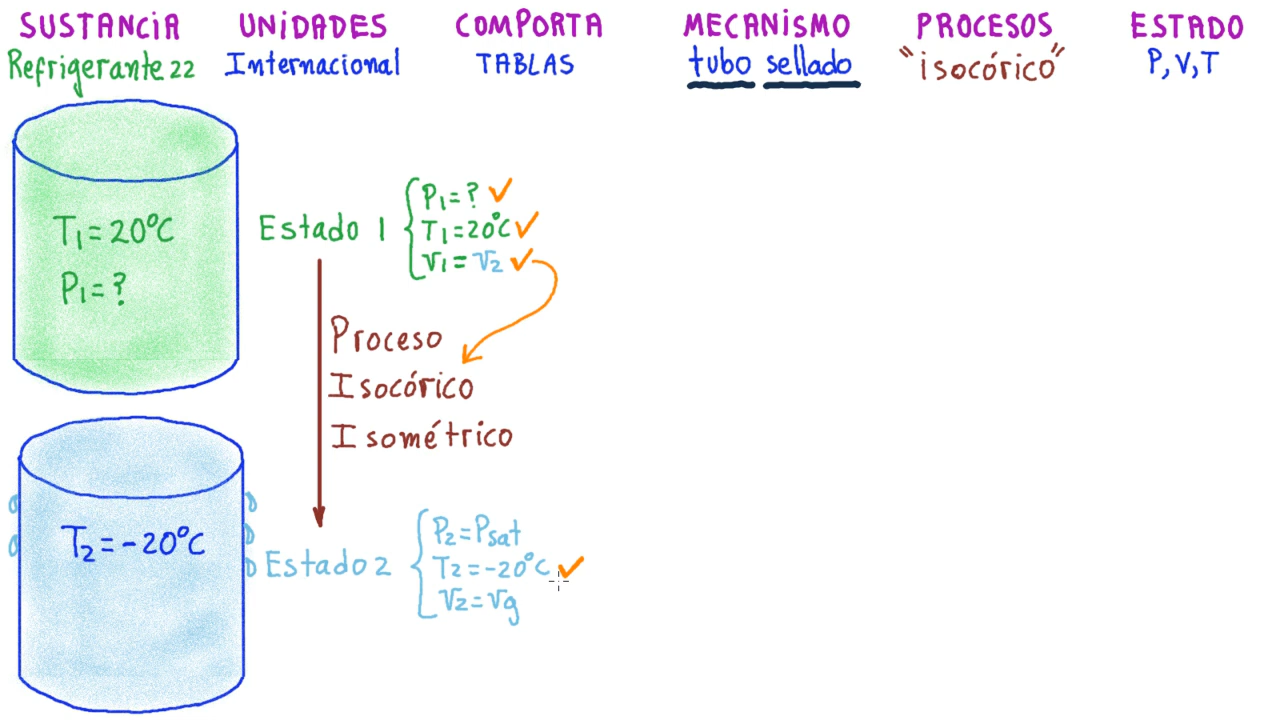 SUSTANCIA UNIDADES COMPORTA MECANISMO PROCESOS ESTADO
Refrigerante 22 Internacional TABLAS tubo sellado "isocórico" P, V, T
T1 = 20°C
P1 = ?
Estado 1
P1 = ? ✓
T1 = 20°C ✓
V1 = V2 ✓
Proceso
Isocórico
Isométrico
T2 = -20°C
Estado 2
P2 = Psat
T2 = -20°C ✓
V2 = Vg